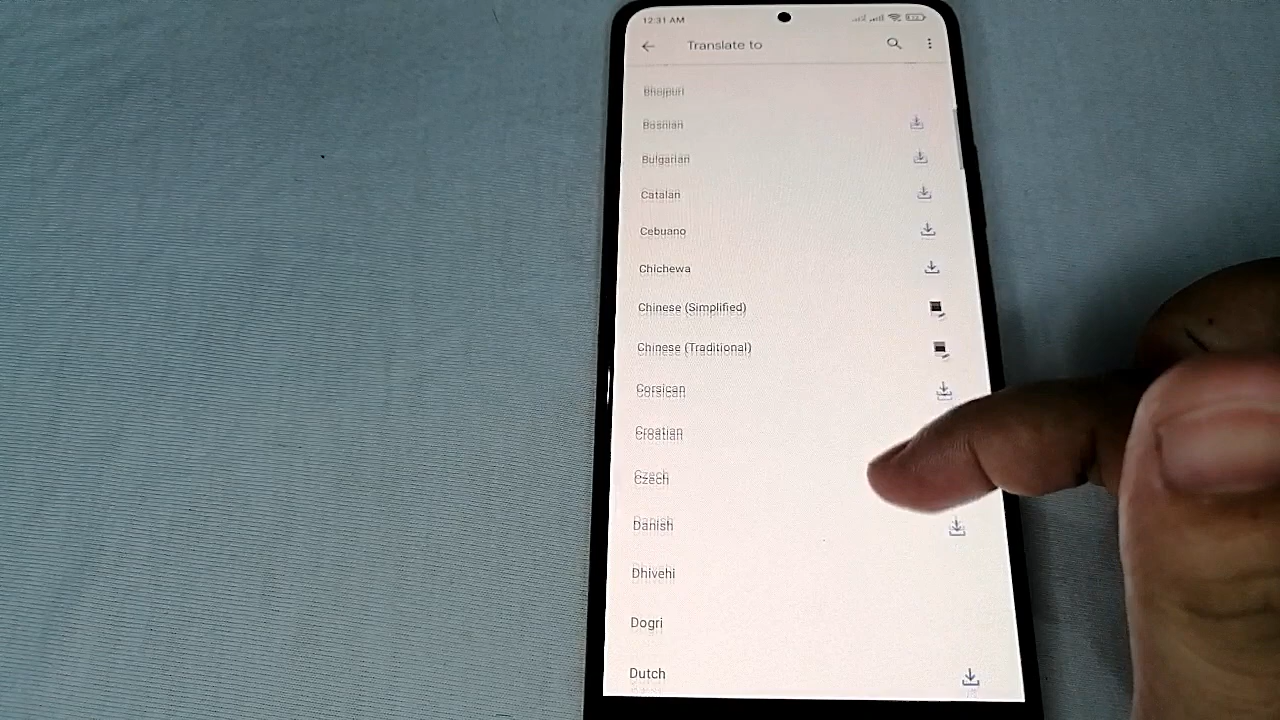 12:31 AM
Translate to
Bhojpuri
Bosnian
Bulgarian
Catalan
Cebuano
Chichewa
Chinese (Simplified)
Chinese (Traditional)
Corsican
Croatian
Czech
Danish
Dhivehi
Dogri
Dutch